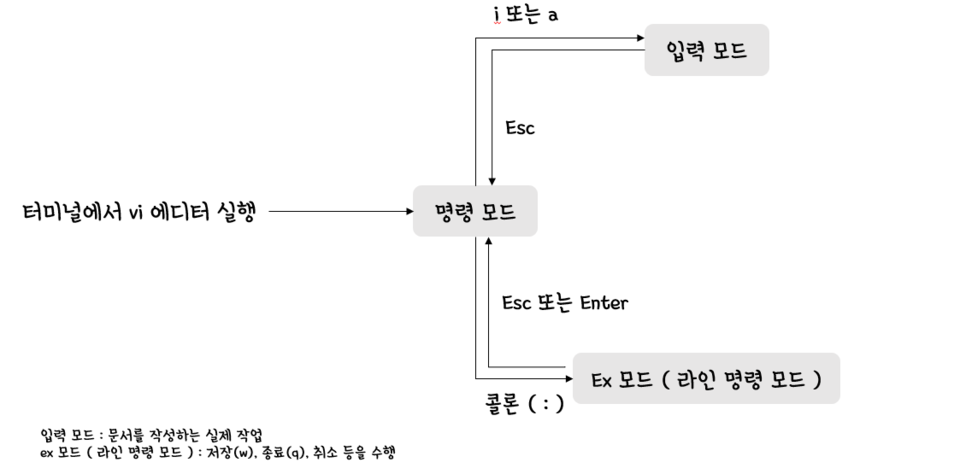 i 또는 a
입력 모드
Esc
터미널에서 vi 에디터 실행
명령 모드
Esc 또는 Enter
Ex 모드 ( 라인 명령 모드 )
콜론 ( : )
입력 모드 : 문서를 작성하는 실제 작업
ex 모드 ( 라인 명령 모드 ) : 저장(w), 종료(q), 취소 등을 수행